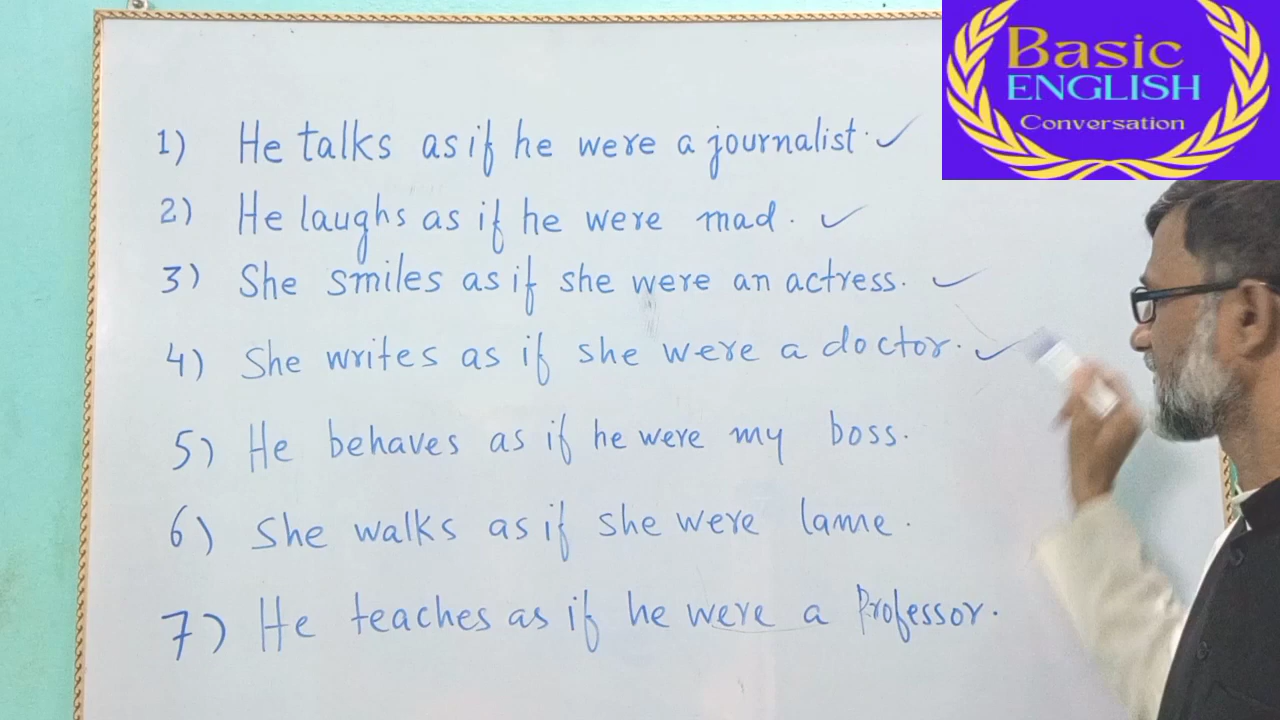 Basic
ENGLISH
Conversation
1) He talks as if he were a journalist.
2) He laughs as if he were mad.
3) She smiles as if she were an actress.
4) She writes as if she were a doctor.
5) He behaves as if he were my boss.
6) She walks as if she were lame.
7) He teaches as if he were a Professor.